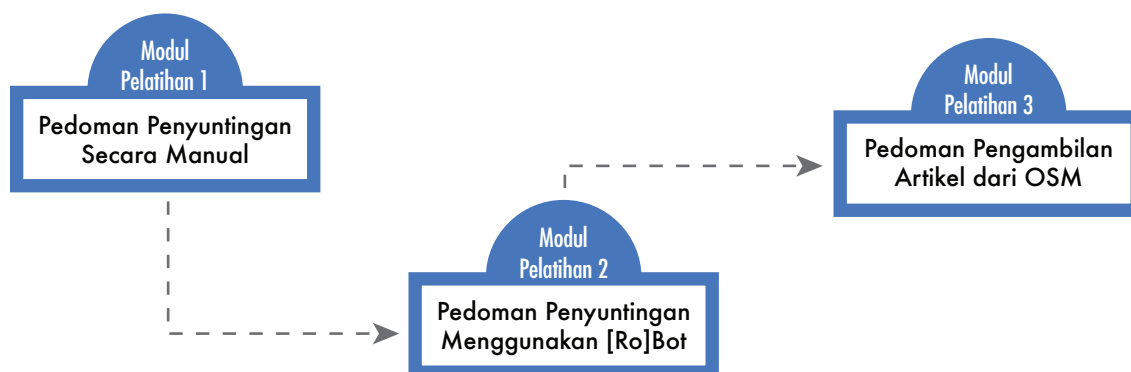 Modul
Pelatihan 1
Pedoman Penyuntingan
Secara Manual
Modul
Pelatihan 2
Pedoman Penyuntingan
Menggunakan [Ro]Bot
Modul
Pelatihan 3
Pedoman Pengambilan
Artikel dari OSM